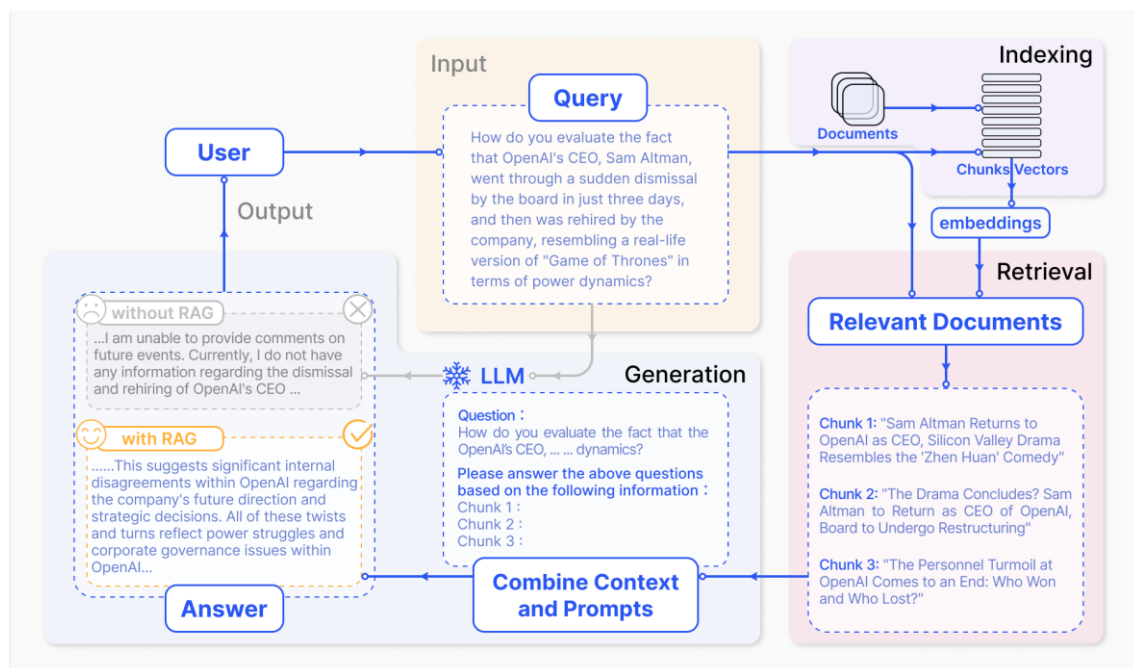 Input
Query
How do you evaluate the fact
that OpenAI's CEO, Sam Altman,
went through a sudden dismissal
by the board in just three days,
and then was rehired by the
company, resembling a real-life
version of "Game of Thrones" in
terms of power dynamics?
Indexing
Documents
Chunks Vectors
embeddings
User
Output
Retrieval
Relevant Documents
Chunk 1: "Sam Altman Returns to
OpenAI as CEO, Silicon Valley Drama
Resembles the 'Zhen Huan' Comedy"
Chunk 2: "The Drama Concludes? Sam
Altman to Return as CEO of OpenAI,
Board to Undergo Restructuring"
Chunk 3: "The Personnel Turmoil at
OpenAI Comes to an End: Who Won
and Who Lost?"
LLM
Generation
Question :
How do you evaluate the fact that the
OpenAI's CEO, ... ... dynamics?
Please answer the above questions
based on the following information :
Chunk 1 :
Chunk 2 :
Chunk 3 :
Combine Context
and Prompts
without RAG
...I am unable to provide comments on
future events. Currently, I do not have
any information regarding the dismissal
and rehiring of OpenAI's CEO ...
with RAG
......This suggests significant internal
disagreements within OpenAI regarding
the company's future direction and
strategic decisions. All of these twists
and turns reflect power struggles and
corporate governance issues within
OpenAI...
Answer